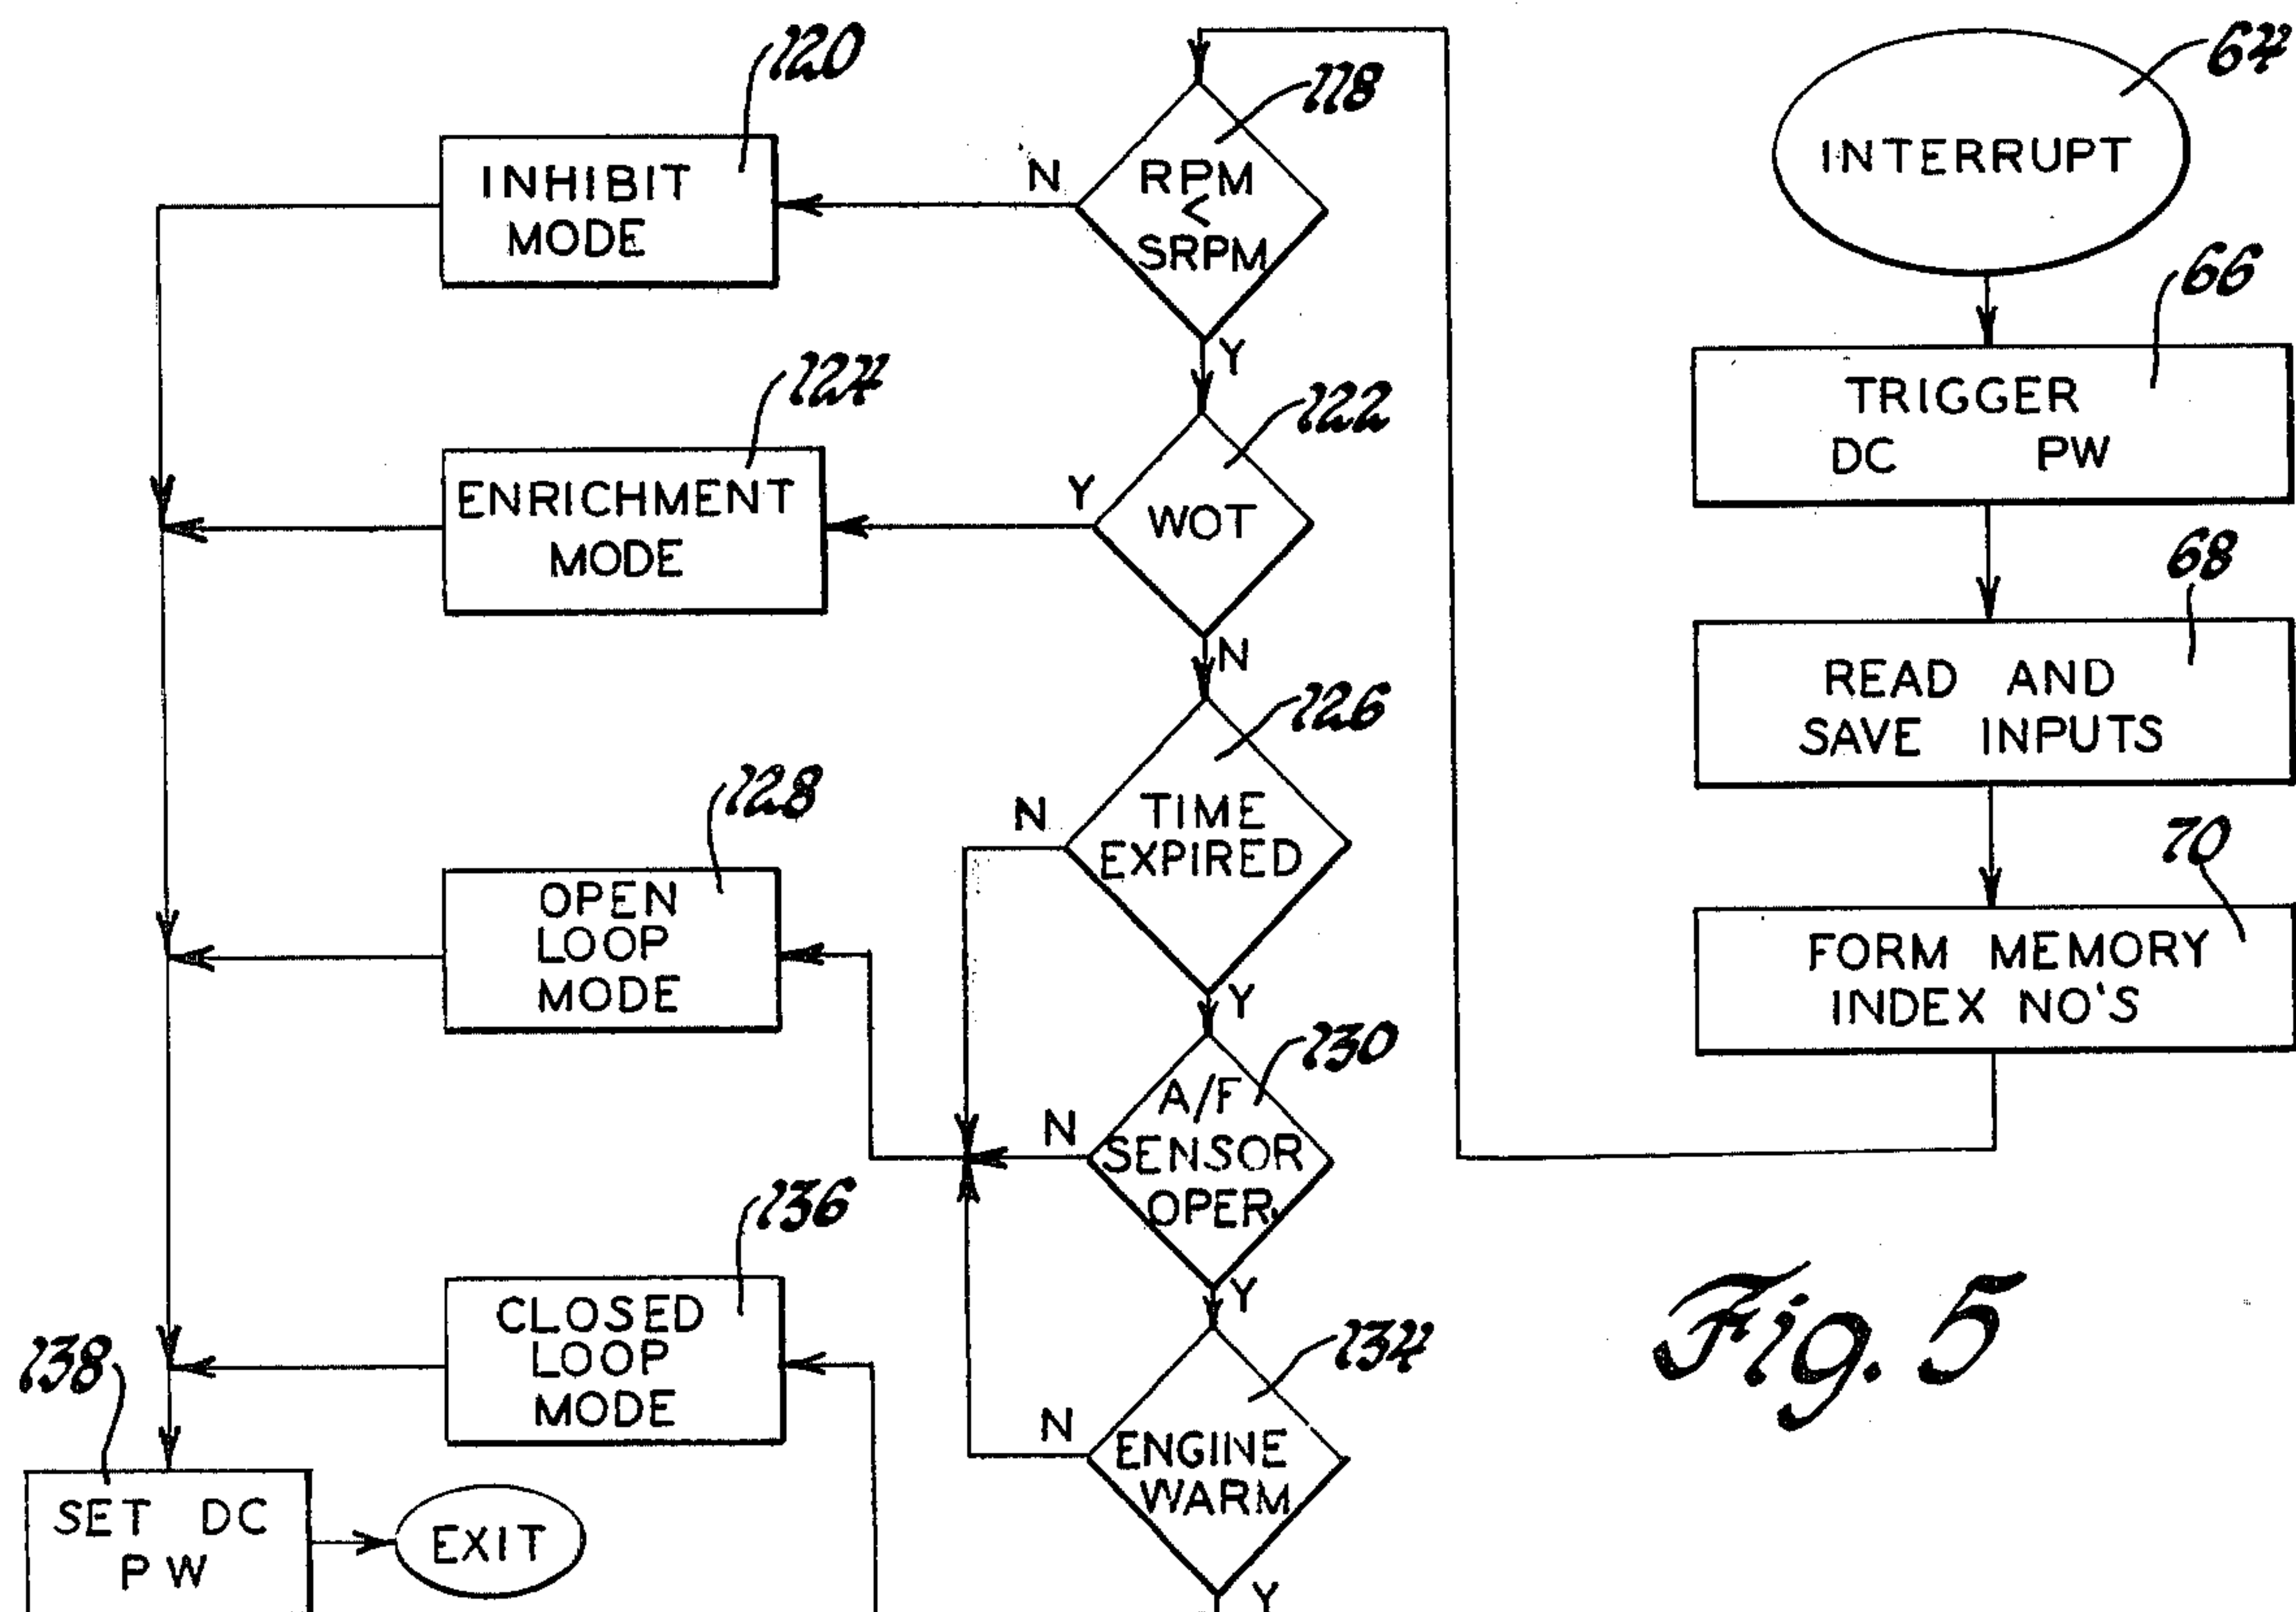 120
INHIBIT
MODE
N
118
RPM
<
SRPM
Y
64
INTERRUPT
66
TRIGGER
DC PW
124
ENRICHMENT
MODE
Y
122
WOT
N
68
READ AND
SAVE INPUTS
128
OPEN
LOOP
MODE
N
126
TIME
EXPIRED
Y
70
FORM MEMORY
INDEX NO'S
N
130
A/F
SENSOR
OPER.
Y
136
CLOSED
LOOP
MODE
N
134
ENGINE
WARM
Y
138
SET DC
PW
EXIT
Fig. 5